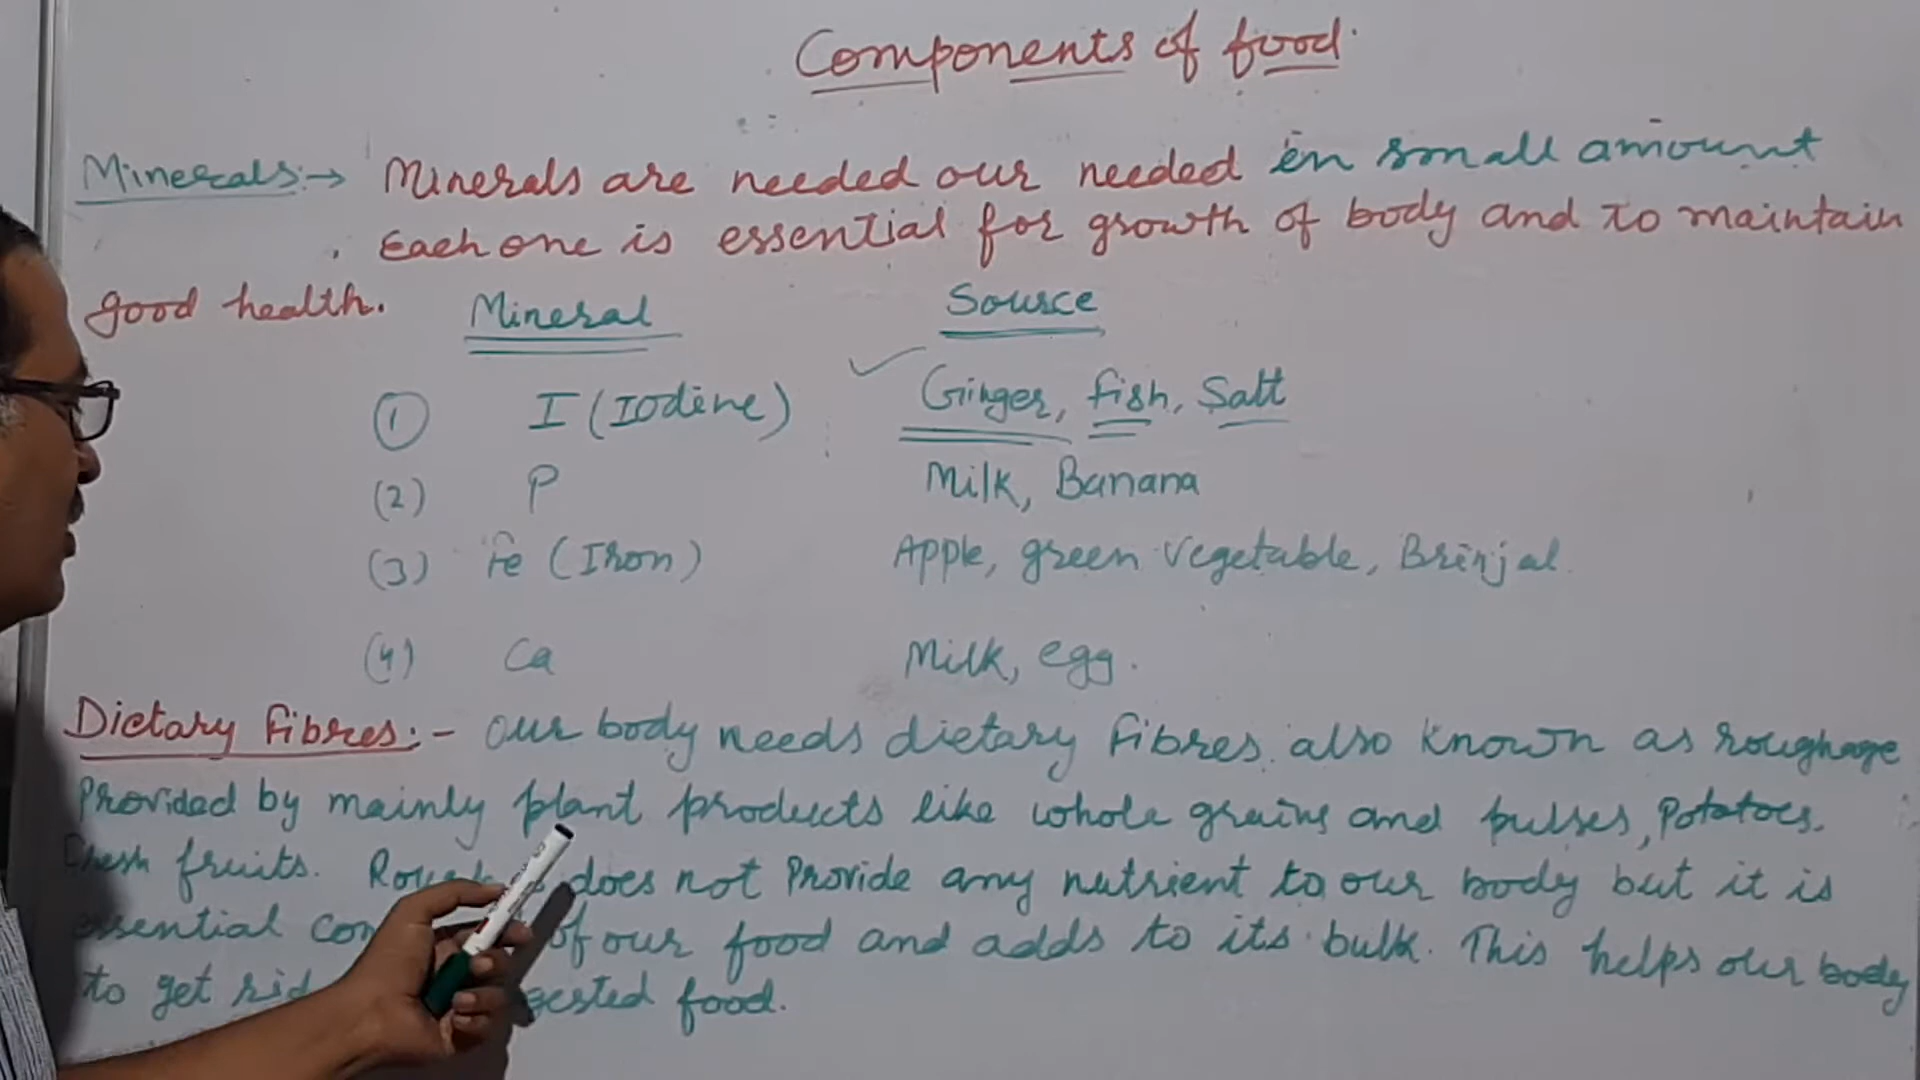 Components of food.
Minerals:→ Minerals are needed our needed in small amount
Each one is essential for growth of body and to maintain
good health.
Mineral Source
① I (Iodine) Ginger, fish, Salt
(2) P Milk, Banana
(3) Fe (Iron) Apple, green vegetable, Brinjal
(4) Ca Milk, egg.
Dietary fibres:- Our body needs dietary fibres also known as roughage
Provided by mainly plant products like whole grains and pulses, Potatoes.
fruits. does not Provide any nutrient to our body but it is
of our food and adds to its bulk. This helps our body
to get rid food.